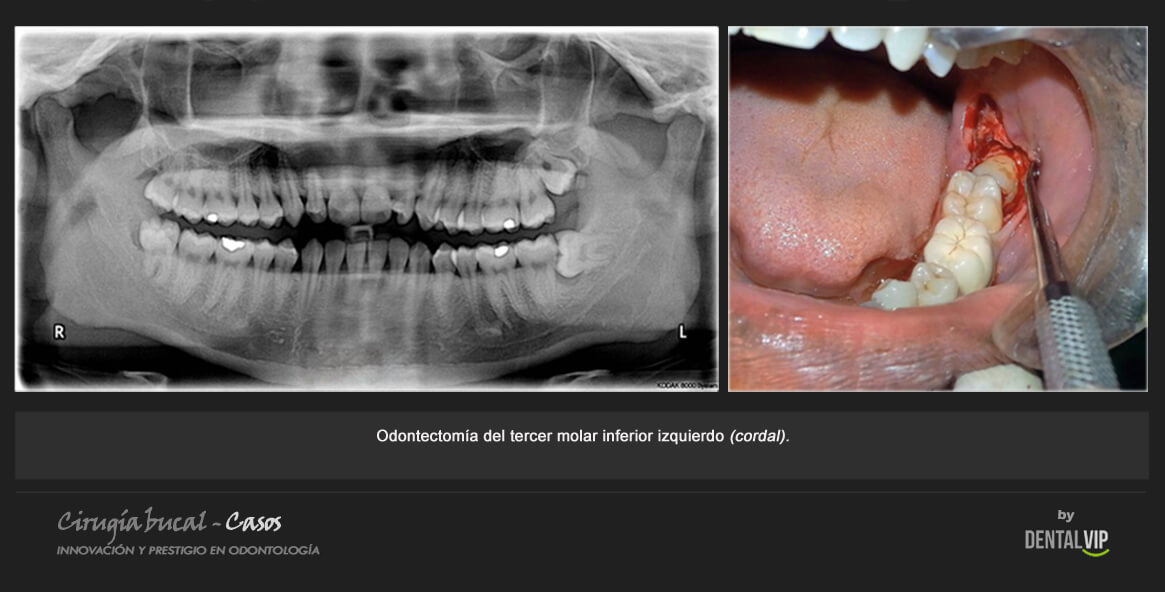 R
L
KODAK 8000 System
Odontectomía del tercer molar inferior izquierdo (cordal).
Cirugía bucal - Casos
INNOVACIÓN Y PRESTIGIO EN ODONTOLOGÍA
by
DENTALVIP